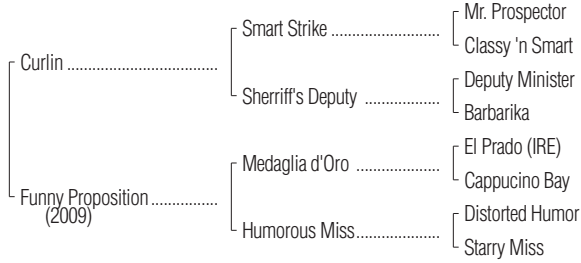 Mr. Prospector
Smart Strike ......................
Classy 'n Smart
Curlin ..............................
Deputy Minister
Sherriff's Deputy ...............
Barbarika
El Prado (IRE)
Medaglia d'Oro .................
Cappucino Bay
Funny Proposition .............
(2009)
Distorted Humor
Humorous Miss.................
Starry Miss